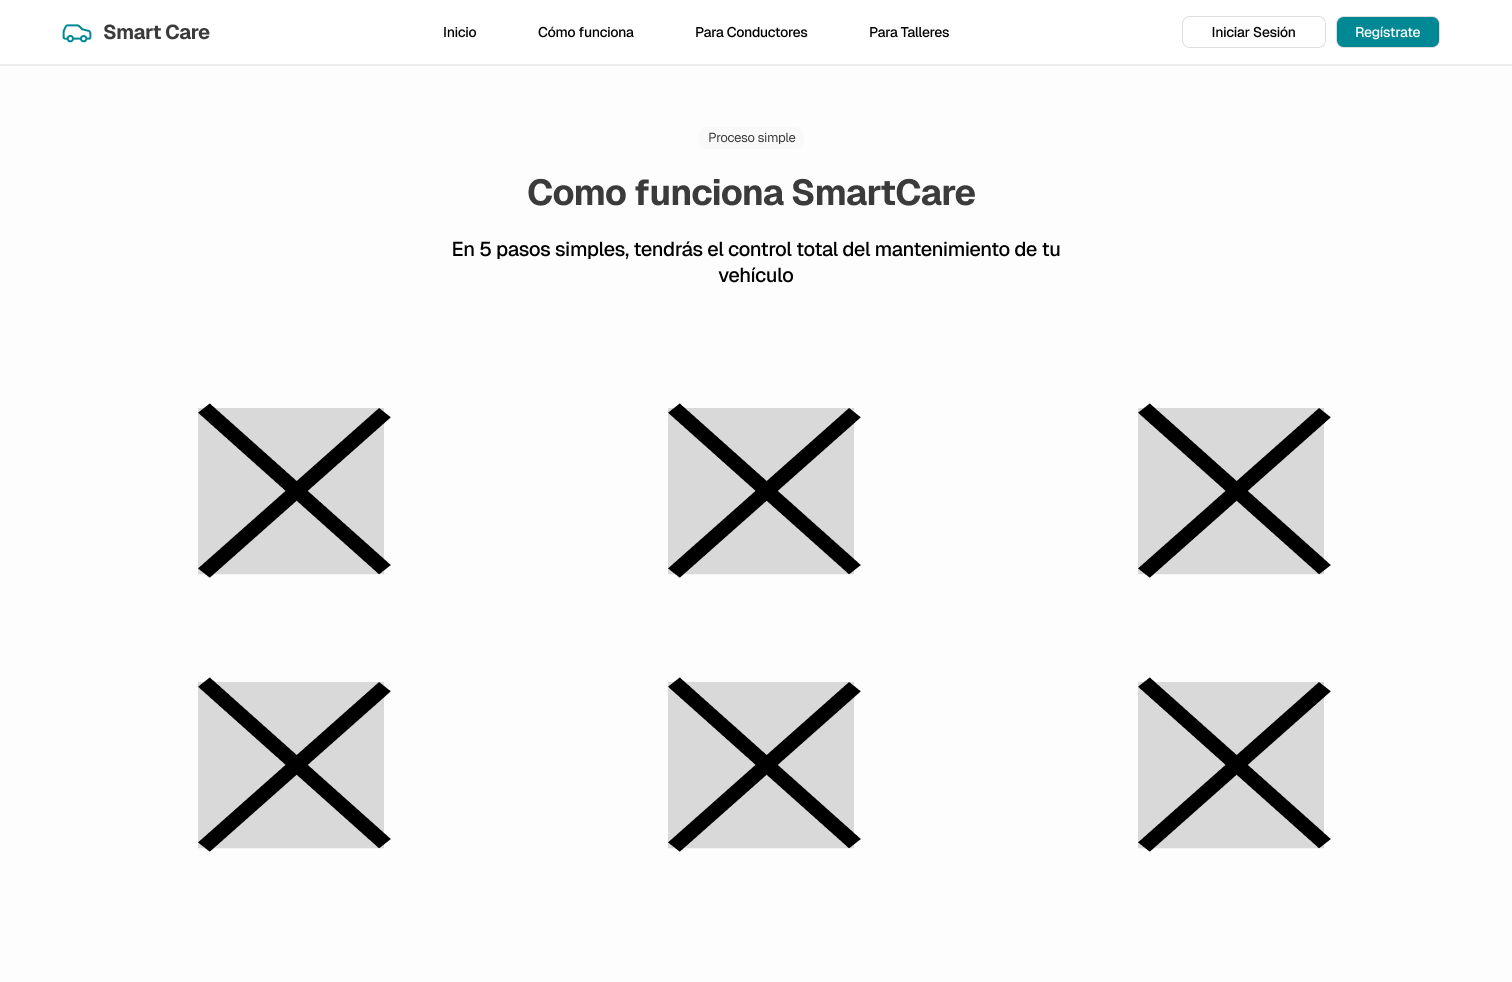 Smart Care
Inicio
Cómo funciona
Para Conductores
Para Talleres
Iniciar Sesión
Regístrate
Proceso simple
Como funciona SmartCare
En 5 pasos simples, tendrás el control total del mantenimiento de tu
vehículo